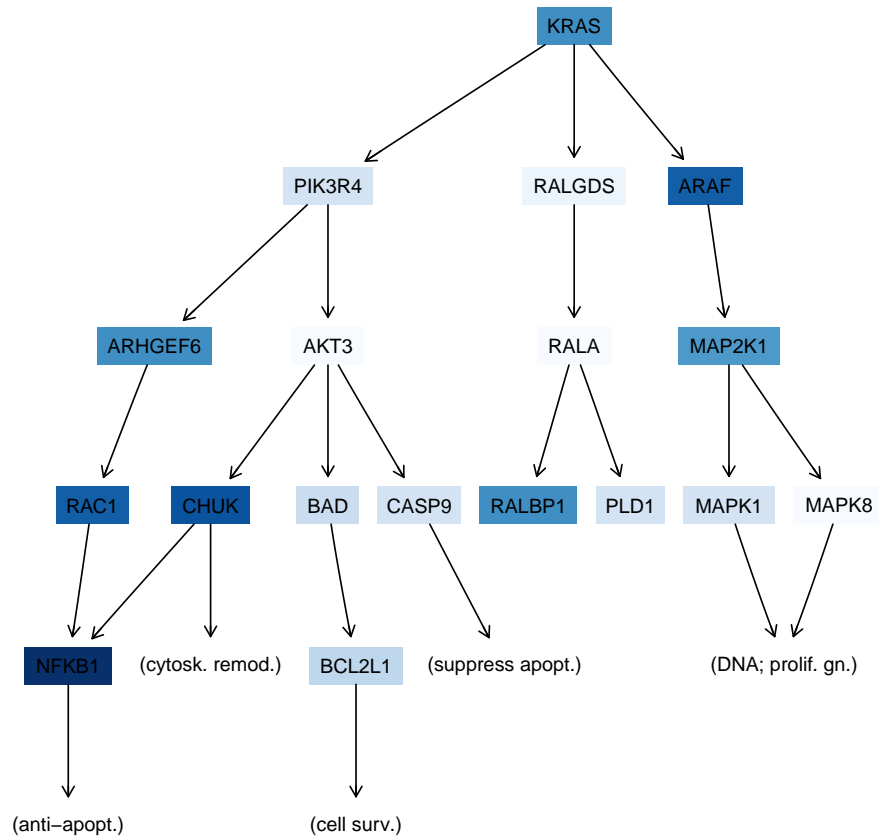 KRAS
PIK3R4
RALGDS
ARAF
ARHGEF6
AKT3
RALA
MAP2K1
RAC1
CHUK
BAD
CASP9
RALBP1
PLD1
MAPK1
MAPK8
NFKB1
(cytosk. remod.)
BCL2L1
(suppress apopt.)
(DNA; prolif. gn.)
(anti−apopt.)
(cell surv.)